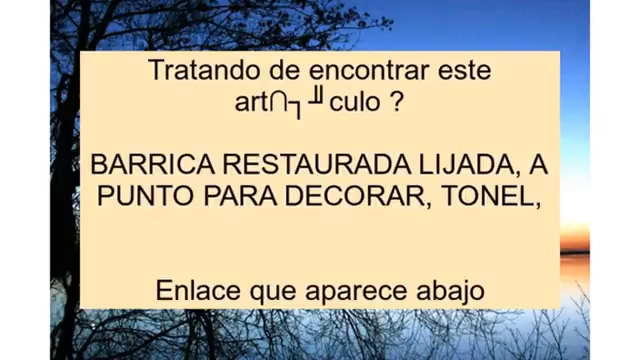 Tratando de encontrar este
art∩┐╜culo ?
BARRICA RESTAURADA LIJADA, A
PUNTO PARA DECORAR, TONEL,
Enlace que aparece abajo